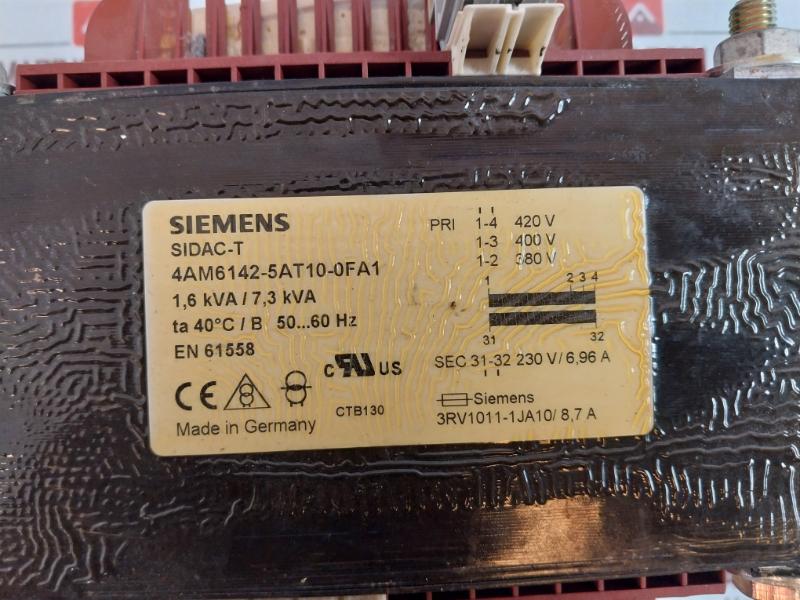 SIEMENS
SIDAC-T
4AM6142-5AT10-0FA1
1,6 kVA / 7,3 kVA
ta 40°C / B 50...60 Hz
EN 61558
CE
c UL US
CTB130
Made in Germany
PRI 1-4 420 V
1-3 400 V
1-2 380 V
1 2 3 4
31 32
SEC 31-32 230 V / 6,96 A
Siemens
3RV1011-1JA10/ 8,7 A